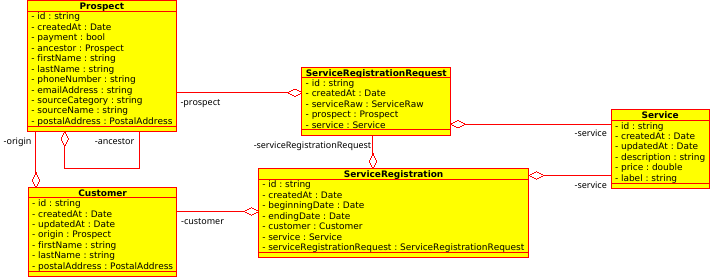 Prospect
- id : string
- createdAt : Date
- payment : bool
- ancestor : Prospect
- firstName : string
- lastName : string
- phoneNumber : string
- emailAddress : string
- sourceCategory : string
- sourceName : string
- postalAddress : PostalAddress
-prospect
-origin
-ancestor
ServiceRegistrationRequest
- id : string
- createdAt : Date
- serviceRaw : ServiceRaw
- prospect : Prospect
- service : Service
-serviceRegistrationRequest
-service
Service
- id : string
- createdAt : Date
- updatedAt : Date
- description : string
- price : double
- label : string
Customer
- id : string
- createdAt : Date
- updatedAt : Date
- origin : Prospect
- firstName : string
- lastName : string
- postalAddress : PostalAddress
-customer
ServiceRegistration
- id : string
- createdAt : Date
- beginningDate : Date
- endingDate : Date
- customer : Customer
- service : Service
- serviceRegistrationRequest : ServiceRegistrationRequest
-service